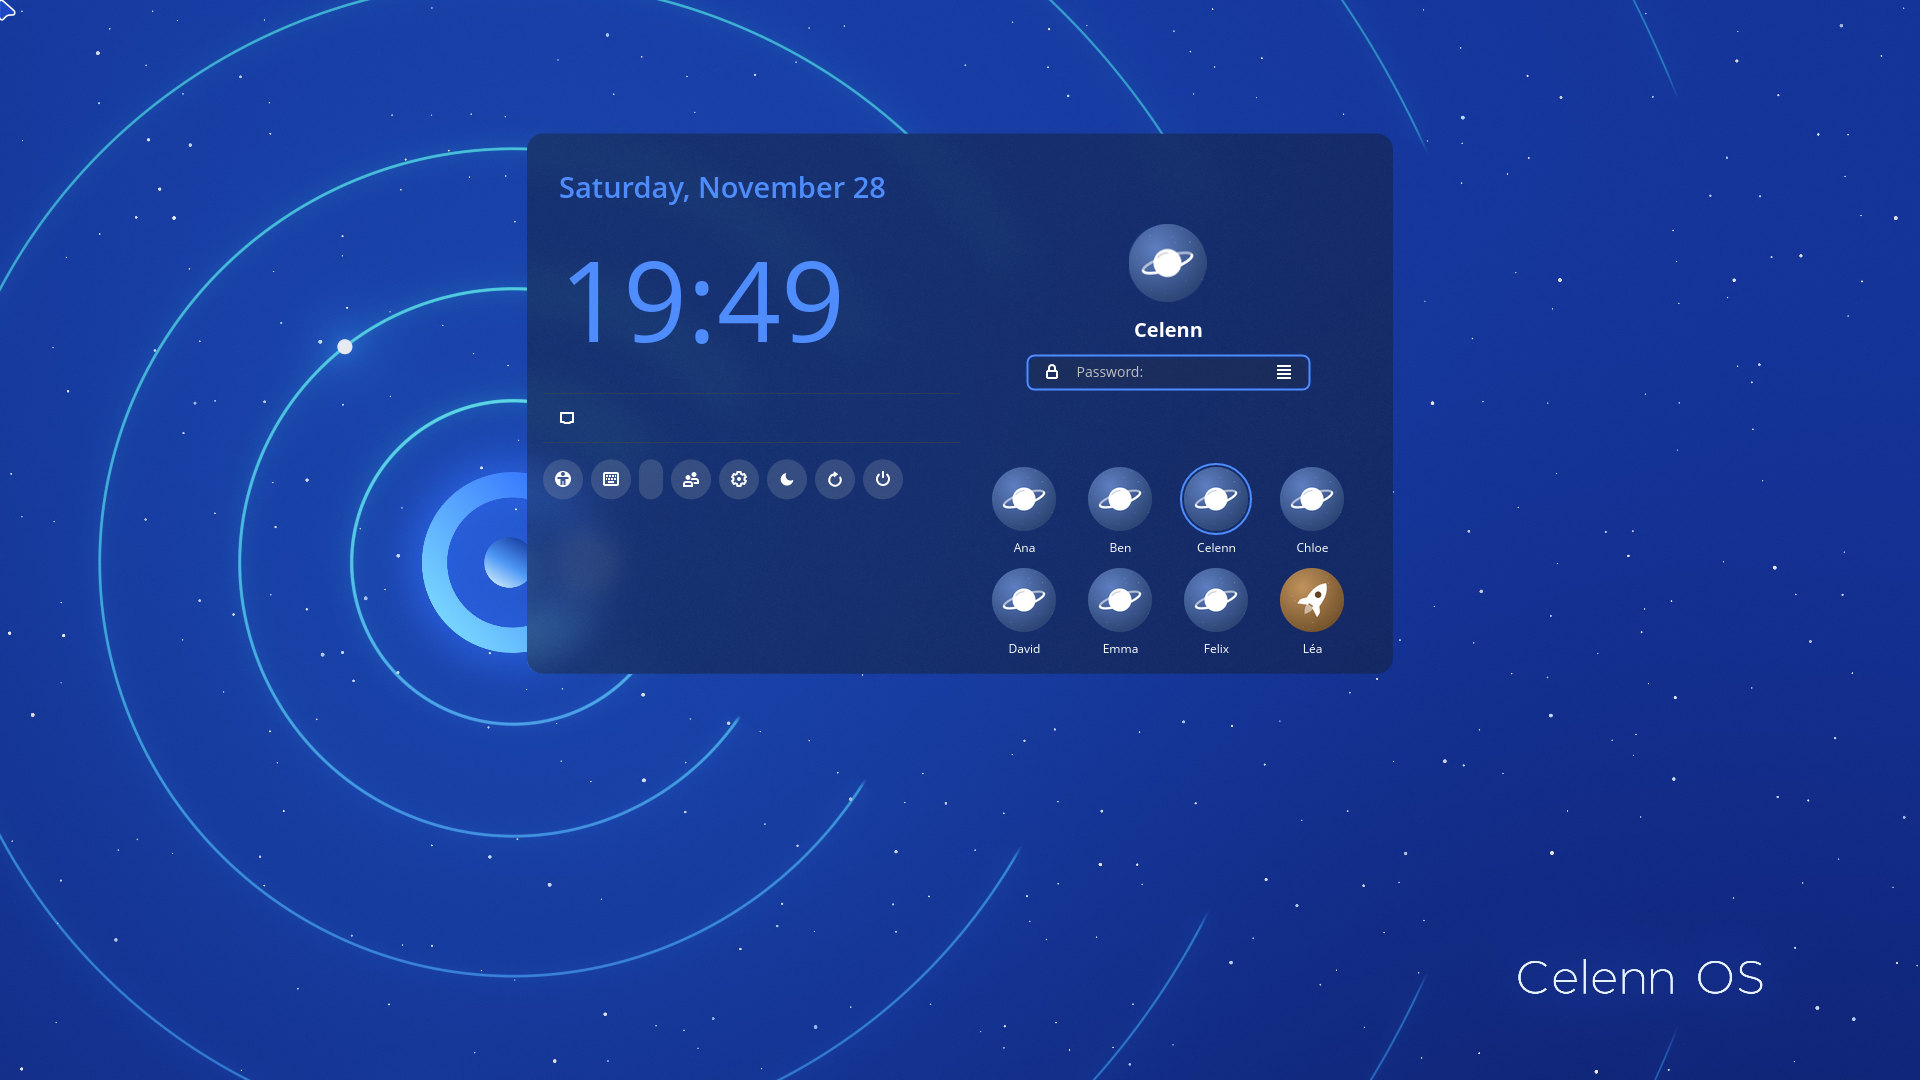 Saturday, November 28
19:49
Celenn
Password:
Ana Ben Celenn Chloe
David Emma Felix Léa
Celenn OS